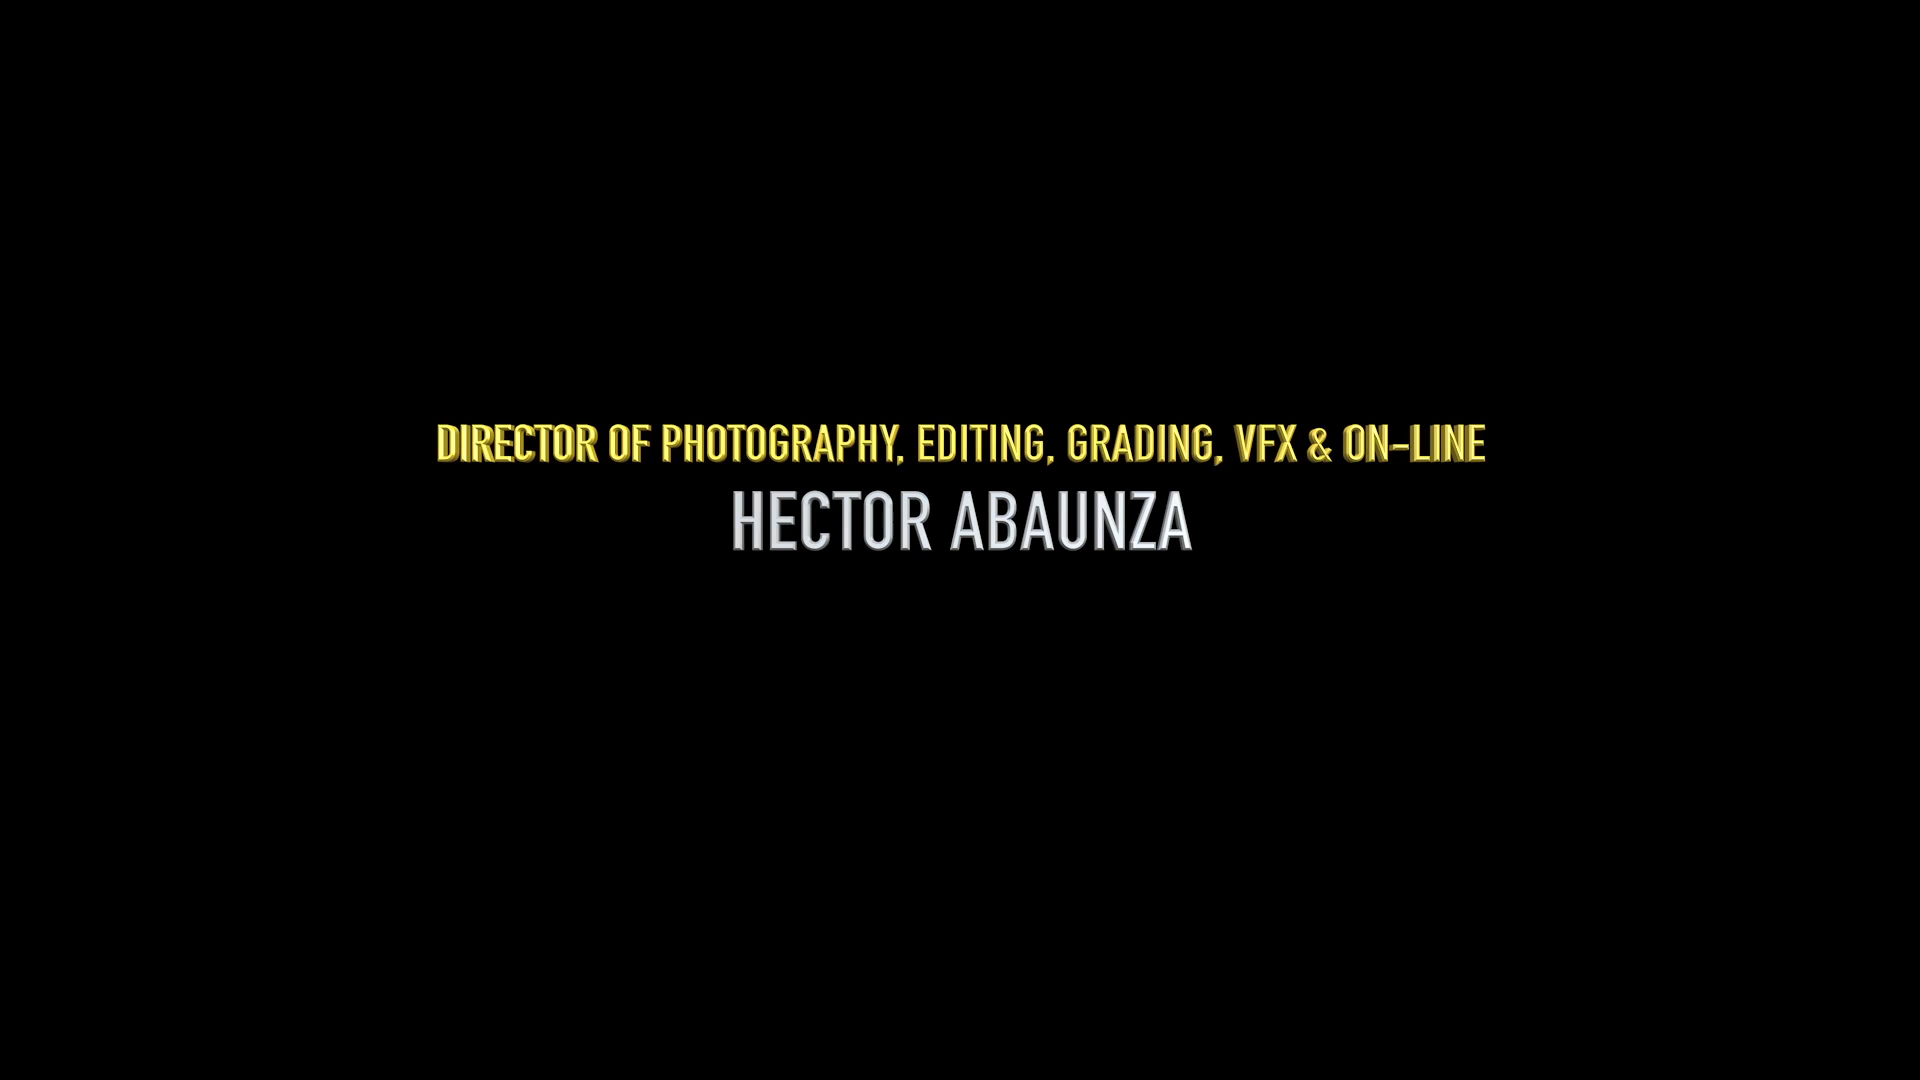 DIRECTOR OF PHOTOGRAPHY, EDITING, GRADING, VFX & ON-LINE
HECTOR ABAUNZA